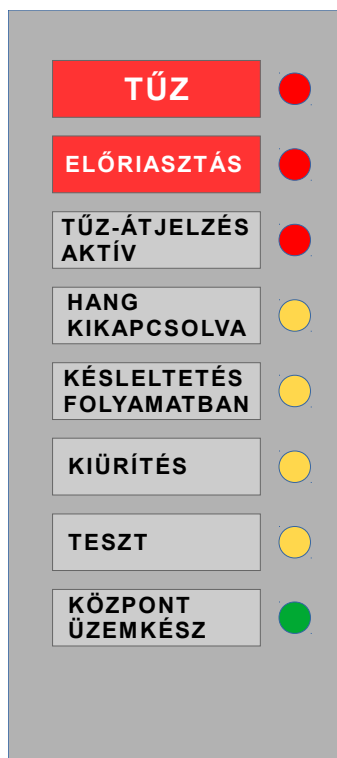 TŰZ
ELŐRIASZTÁS
TŰZ-ÁTJELZÉS
AKTÍV
HANG
KIKAPCSOLVA
KÉSLELTETÉS
FOLYAMATBAN
KIÜRÍTÉS
TESZT
KÖZPONT
ÜZEMKÉSZ